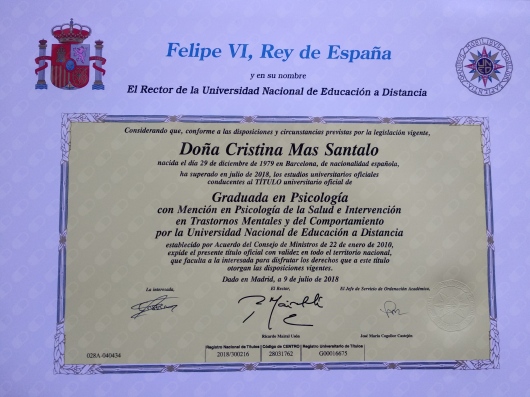 Felipe VI, Rey de España
y en su nombre
El Rector de la Universidad Nacional de Educación a Distancia
Considerando que, conforme a las disposiciones y circunstancias previstas por la legislación vigente,
Doña Cristina Mas Santalo
nacida el día 29 de diciembre de 1979 en Barcelona, de nacionalidad española,
ha superado en julio de 2018, los estudios universitarios oficiales
conducentes al TÍTULO universitario oficial de
Graduada en Psicología
con Mención en Psicología de la Salud e Intervención
en Trastornos Mentales y del Comportamiento
por la Universidad Nacional de Educación a Distancia
establecido por Acuerdo del Consejo de Ministros de 22 de enero de 2010,
expide el presente título oficial con validez en todo el territorio nacional,
que faculta a la interesada para disfrutar los derechos que a este título
otorgan las disposiciones vigentes.
Dado en Madrid, a 9 de julio de 2018
La interesada, El Rector, El Jefe de Servicio de Ordenación Académica,
Ricardo Mairal Usón José María Cogollor
028A-040434
Registro Nacional de Títulos Código de CENTRO Registro Universitario de Títulos
2018/300216 28031762 G00016675